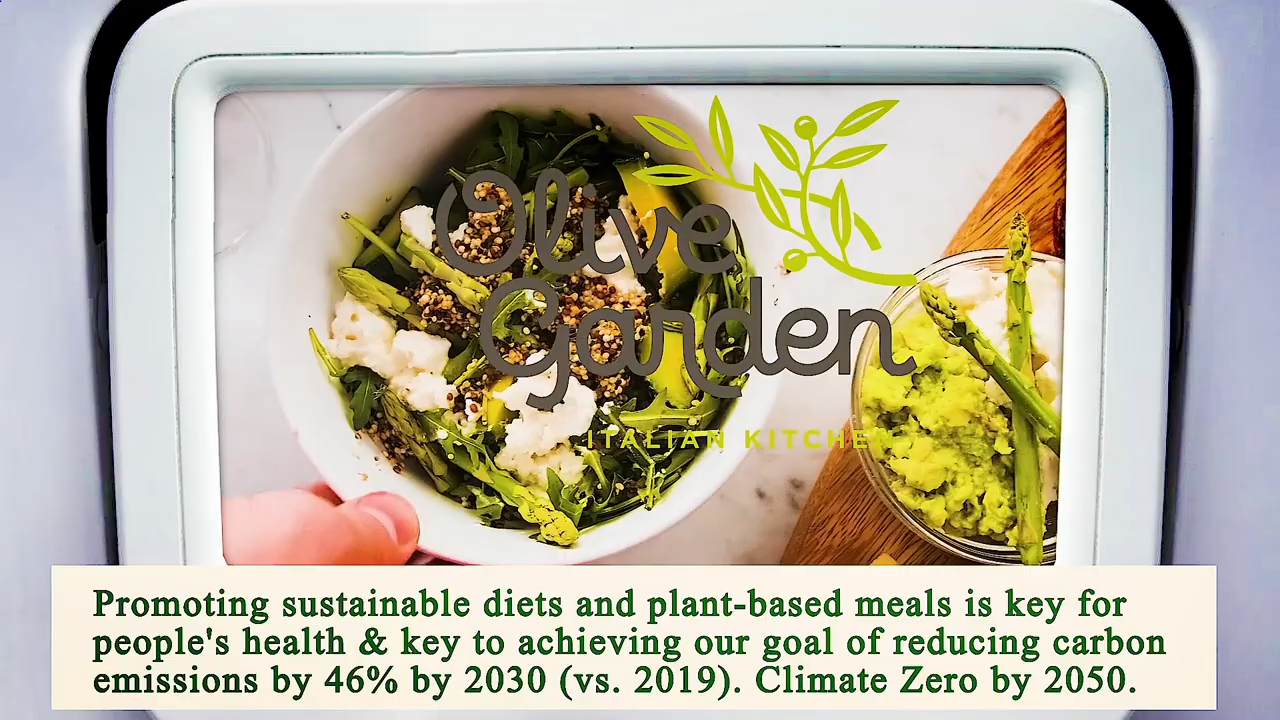 Olive
Garden
ITALIAN KITCHEN
Promoting sustainable diets and plant-based meals is key for
people's health & key to achieving our goal of reducing carbon
emissions by 46% by 2030 (vs. 2019). Climate Zero by 2050.